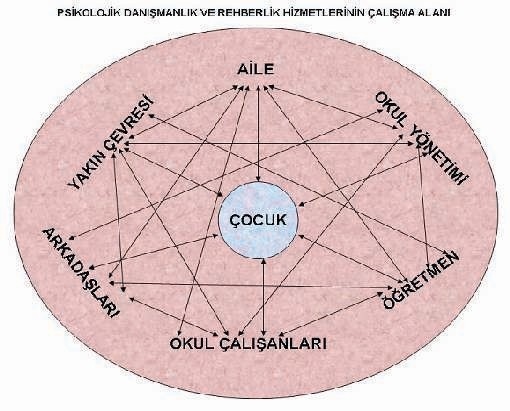 PSİKOLOJİK DANIŞMANLIK VE REHBERLİK HİZMETLERİNİN ÇALIŞMA ALANI
AİLE
YAKIN ÇEVRESİ
OKUL YÖNETİMİ
ÇOCUK
ARKADAŞLARI
ÖĞRETMEN
OKUL ÇALIŞANLARI